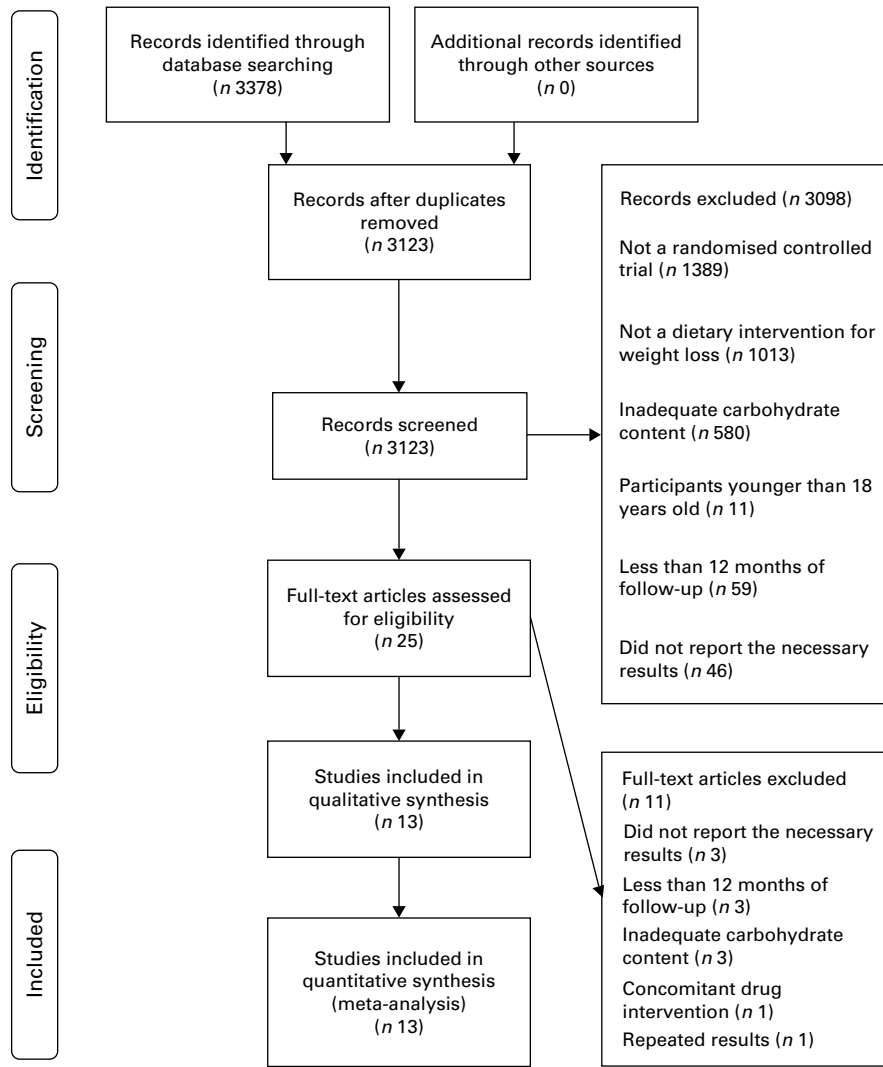 Identification
Records identified through
database searching
(n 3378)
Additional records identified
through other sources
(n 0)
Records after duplicates
removed
(n 3123)
Screening
Records screened
(n 3123)
Records excluded (n 3098)
Not a randomised controlled
trial (n 1389)
Not a dietary intervention for
weight loss (n 1013)
Inadequate carbohydrate
content (n 580)
Participants younger than 18
years old (n 11)
Less than 12 months of
follow-up (n 59)
Did not report the necessary
results (n 46)
Eligibility
Full-text articles assessed
for eligibility
(n 25)
Studies included in
qualitative synthesis
(n 13)
Full-text articles excluded
(n 11)
Did not report the necessary
results (n 3)
Less than 12 months of
follow-up (n 3)
Inadequate carbohydrate
content (n 3)
Concomitant drug
intervention (n 1)
Repeated results (n 1)
Included
Studies included in
quantitative synthesis
(meta-analysis)
(n 13)